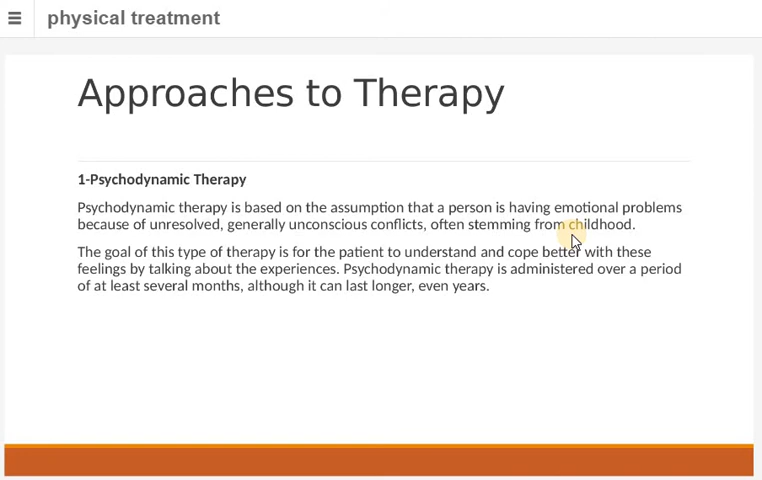 physical treatment
Approaches to Therapy
1-Psychodynamic Therapy
Psychodynamic therapy is based on the assumption that a person is having emotional problems
because of unresolved, generally unconscious conflicts, often stemming from childhood.
The goal of this type of therapy is for the patient to understand and cope better with these
feelings by talking about the experiences. Psychodynamic therapy is administered over a period
of at least several months, although it can last longer, even years.